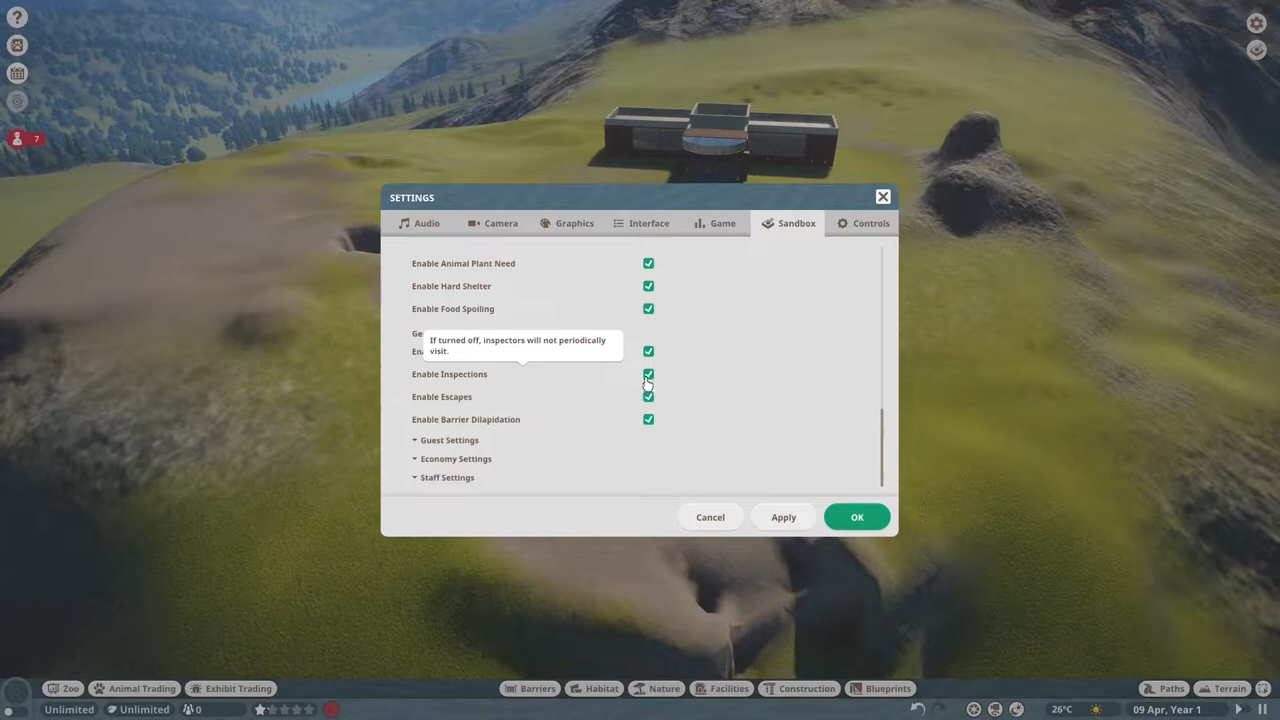 ?
7
SETTINGS
Audio
Camera
Graphics
Interface
Game
Sandbox
Controls
Enable Animal Plant Need
Enable Hard Shelter
Enable Food Spoiling
Ge
If turned off, inspectors will not periodically
visit.
Ena
Enable Inspections
Enable Escapes
Enable Barrier Dilapidation
Guest Settings
Economy Settings
Staff Settings
Cancel
Apply
OK
Zoo
Animal Trading
Exhibit Trading
Barriers
Habitat
Nature
Facilities
Construction
Blueprints
Paths
Terrain
Unlimited
Unlimited
0
26°C
09 Apr, Year 1